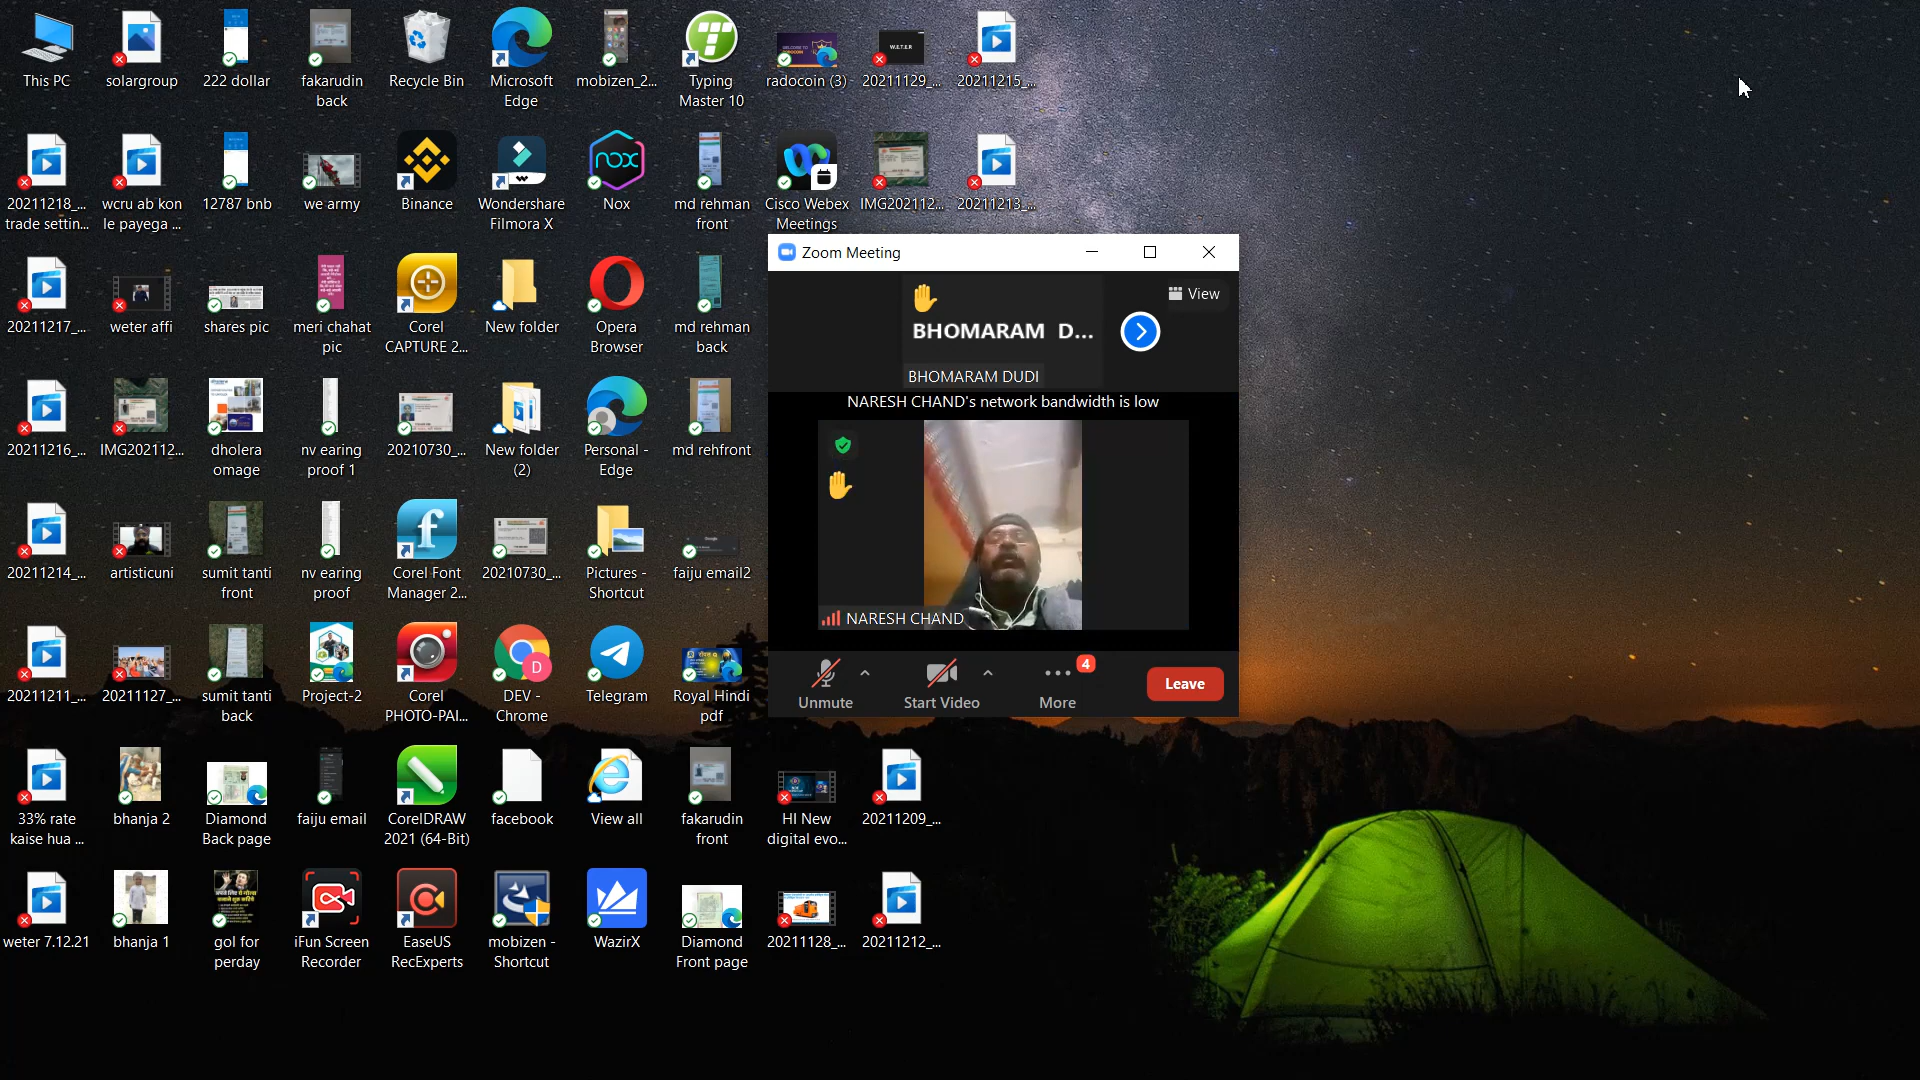 This PC
solargroup
222 dollar
fakarudin
back
Recycle Bin
Microsoft
Edge
mobizen_2...
Typing
Master 10
radocoin (3)
W.E.T.E.R
20211129_...
20211215_...
20211218_...
trade settin...
wcru ab kon
le payega ...
12787 bnb
we army
Binance
Wondershare
Filmora X
nox
Nox
md rehman
front
Cisco Webex
Meetings
IMG202112...
20211213_...
20211217_...
weter affi
shares pic
meri chahat
pic
Corel
CAPTURE 2...
New folder
Opera
Browser
md rehman
back
20211216_...
IMG202112...
dholera
omage
nv earing
proof 1
20210730_...
New folder
(2)
Personal -
Edge
md rehfront
20211214_...
artisticuni
sumit tanti
front
nv earing
proof
Corel Font
Manager 2...
20210730_...
Pictures -
Shortcut
faiju email2
20211211_...
20211127_...
sumit tanti
back
Project-2
Corel
PHOTO-PAI...
D
DEV -
Chrome
Telegram
Royal Hindi
pdf
33% rate
kaise hua ...
bhanja 2
Diamond
Back page
faiju email
CorelDRAW
2021 (64-Bit)
facebook
View all
fakarudin
front
HI New
digital evo...
20211209_...
weter 7.12.21
bhanja 1
gol for
perday
iFun Screen
Recorder
EaseUS
RecExperts
mobizen -
Shortcut
WazirX
Diamond
Front page
20211128_...
20211212_...
Zoom Meeting
View
BHOMARAM D...
BHOMARAM DUDI
NARESH CHAND's network bandwidth is low
NARESH CHAND
Unmute
Start Video
4
More
Leave